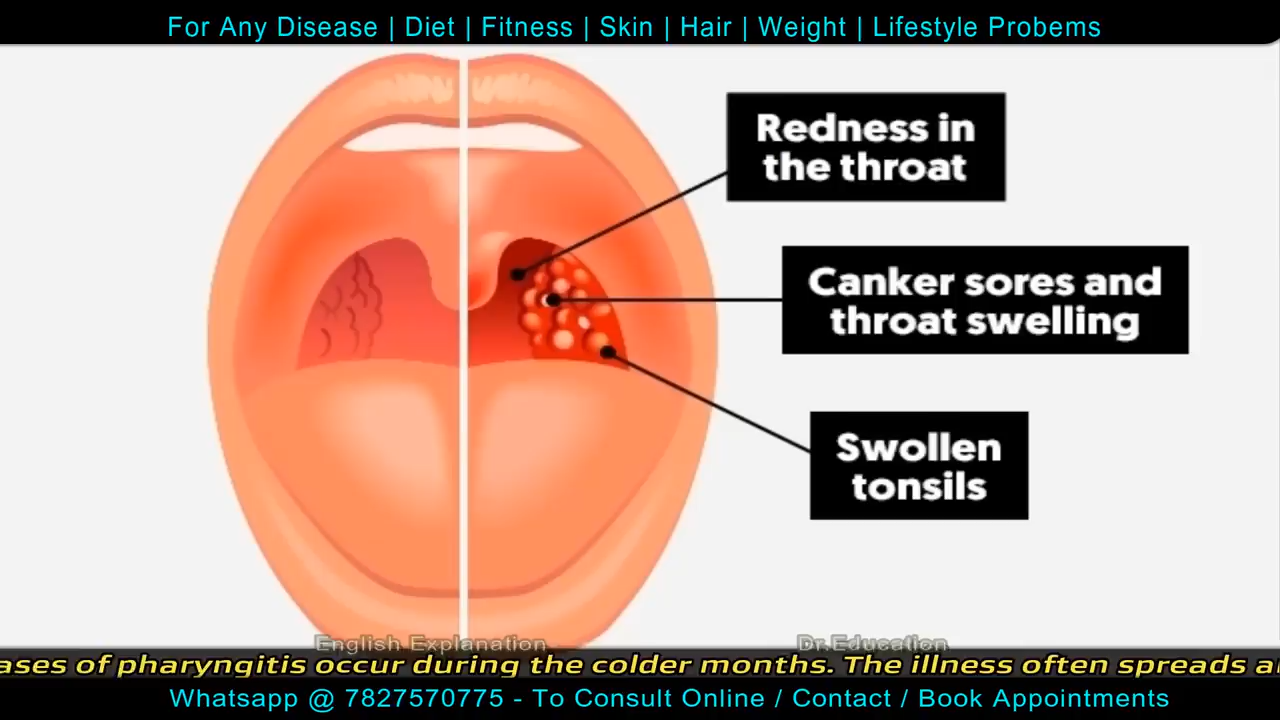 For Any Disease | Diet | Fitness | Skin | Hair | Weight | Lifestyle Probems
Redness in
the throat
Canker sores and
throat swelling
Swollen
tonsils
English Explanation
Dr.Education
ases of pharyngitis occur during the colder months. The illness often spreads a
Whatsapp @ 7827570775 - To Consult Online / Contact / Book Appointments